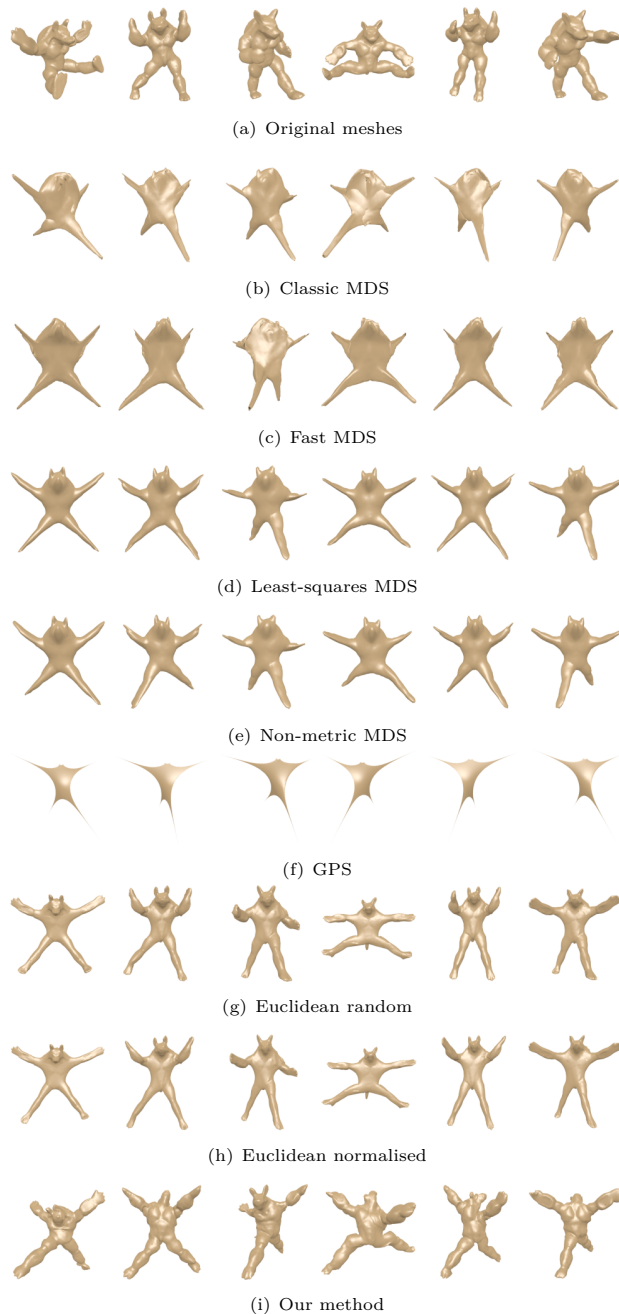 (a) Original meshes
(b) Classic MDS
(c) Fast MDS
(d) Least-squares MDS
(e) Non-metric MDS
(f) GPS
(g) Euclidean random
(h) Euclidean normalised
(i) Our method